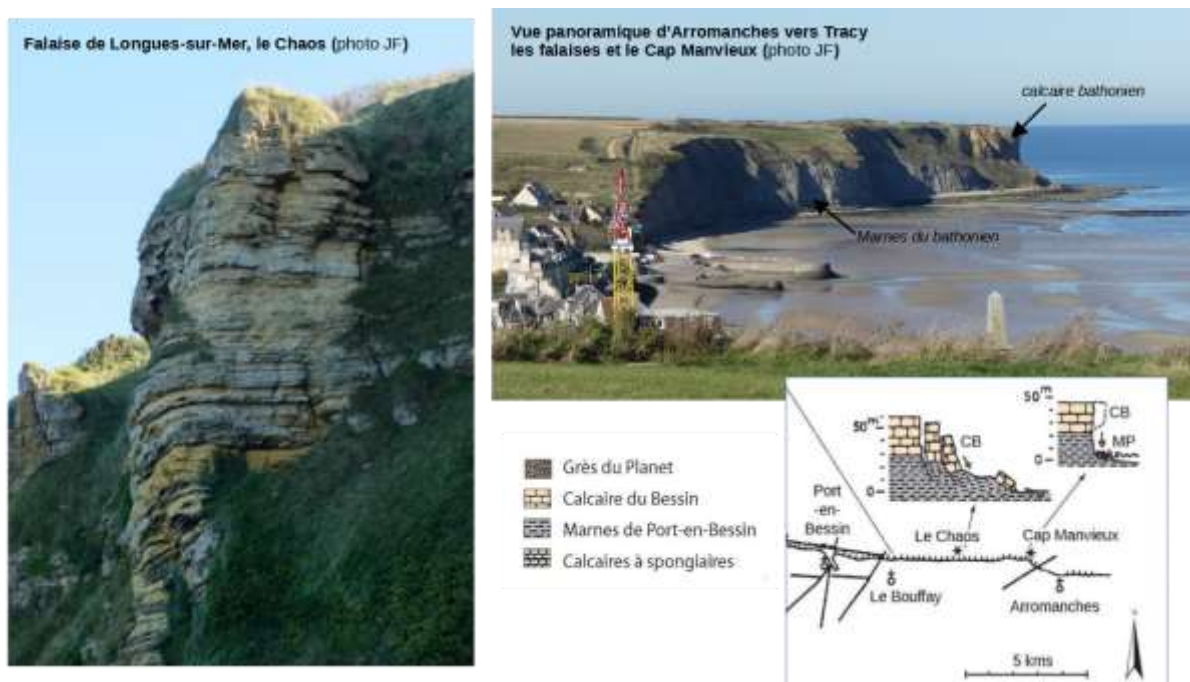 Falaise de Longues-sur-Mer, le Chaos (photo JF)
Vue panoramique d'Arromanches vers Tracy
les falaises et le Cap Manvieux (photo JF)
calcaire bathonien
Marnes du bathonien
Grès du Planet
Calcaire du Bessin
Marnes de Port-en-Bessin
Calcaires à spongiaires
50m
CB
0
50m
CB
MP
0
Port
-en-
Bessin
Le Chaos
Cap Manvieux
Le Bouffay
Arromanches
5 kms